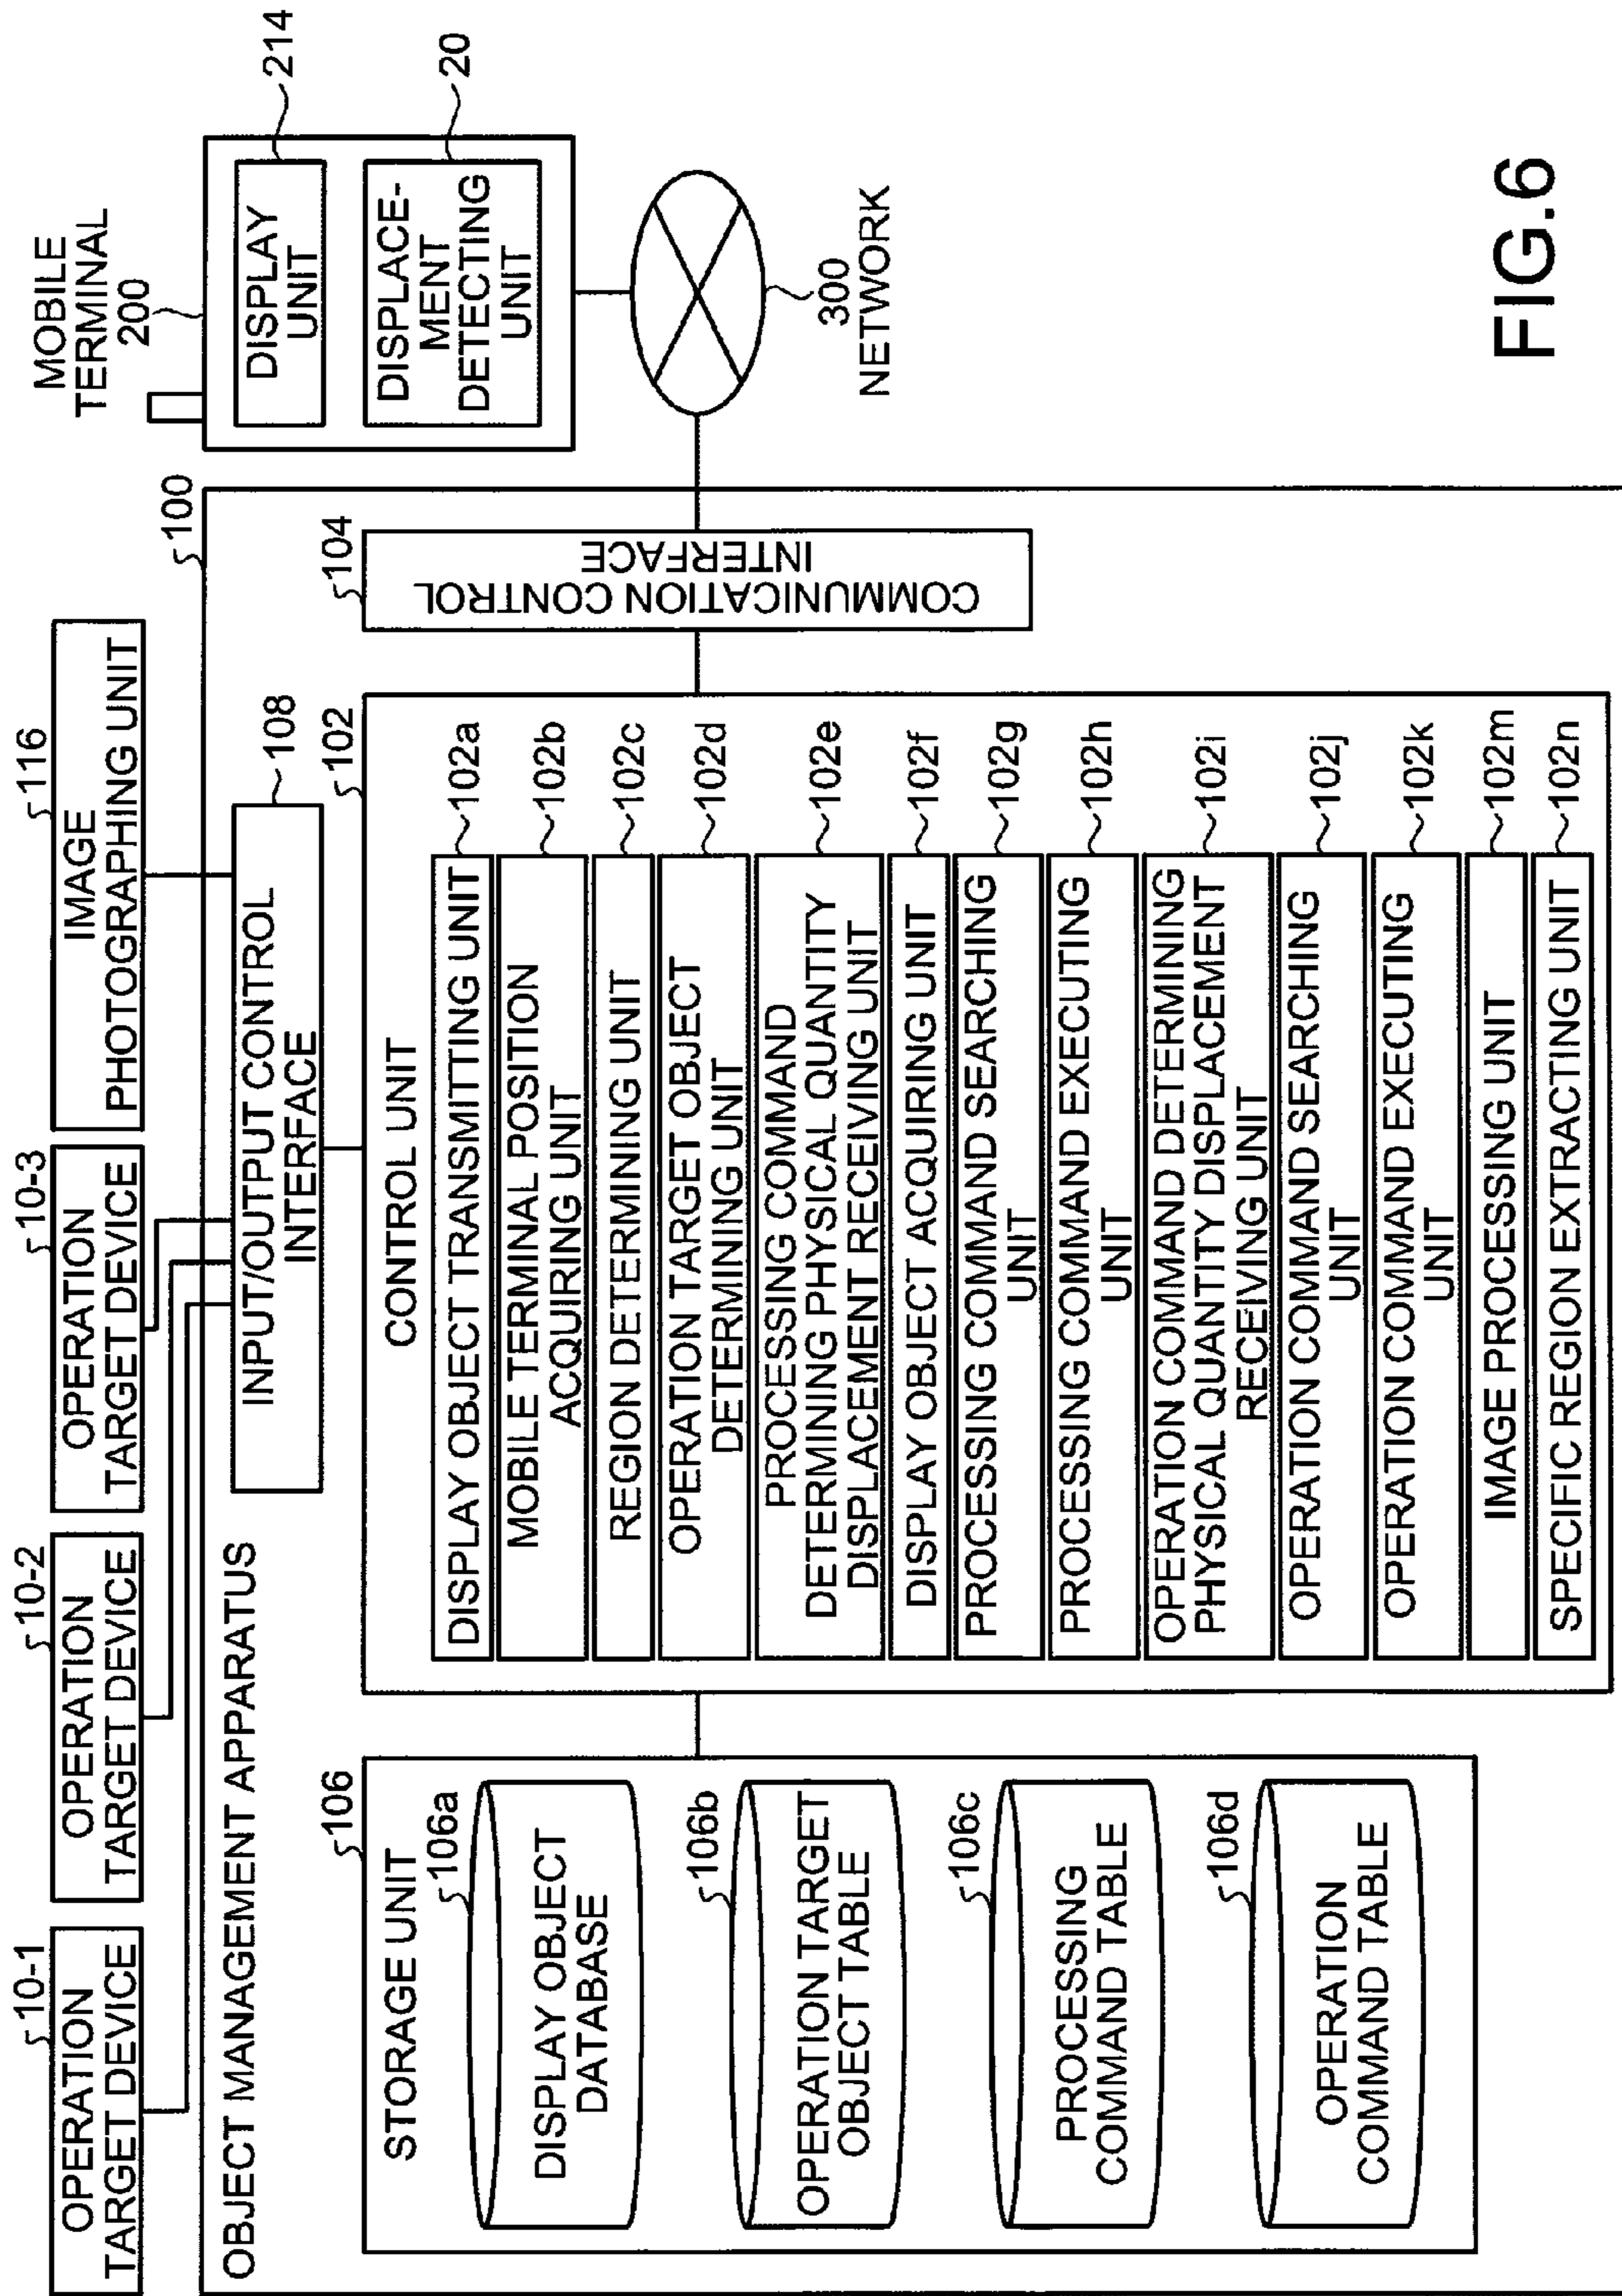 10-1
OPERATION
TARGET DEVICE
10-2
OPERATION
TARGET DEVICE
10-3
OPERATION
TARGET DEVICE
116
IMAGE
PHOTOGRAPHING UNIT
MOBILE
TERMINAL
200
DISPLAY
UNIT
214
DISPLACE-
MENT
DETECTING
UNIT
20
300
NETWORK
100
OBJECT MANAGEMENT APPARATUS
INPUT/OUTPUT CONTROL
INTERFACE
108
104
COMMUNICATION CONTROL
INTERFACE
106
STORAGE UNIT
106a
DISPLAY OBJECT
DATABASE
106b
OPERATION TARGET
OBJECT TABLE
106c
PROCESSING
COMMAND TABLE
106d
OPERATION
COMMAND TABLE
102
CONTROL UNIT
DISPLAY OBJECT TRANSMITTING UNIT
102a
MOBILE TERMINAL POSITION
ACQUIRING UNIT
102b
REGION DETERMINING UNIT
102c
OPERATION TARGET OBJECT
DETERMINING UNIT
102d
PROCESSING COMMAND
DETERMINING PHYSICAL QUANTITY
DISPLACEMENT RECEIVING UNIT
102e
DISPLAY OBJECT ACQUIRING UNIT
102f
PROCESSING COMMAND SEARCHING
UNIT
102g
PROCESSING COMMAND EXECUTING
UNIT
102h
OPERATION COMMAND DETERMINING
PHYSICAL QUANTITY DISPLACEMENT
RECEIVING UNIT
102i
OPERATION COMMAND SEARCHING
UNIT
102j
OPERATION COMMAND EXECUTING
UNIT
102k
IMAGE PROCESSING UNIT
102m
SPECIFIC REGION EXTRACTING UNIT
102n
FIG.6